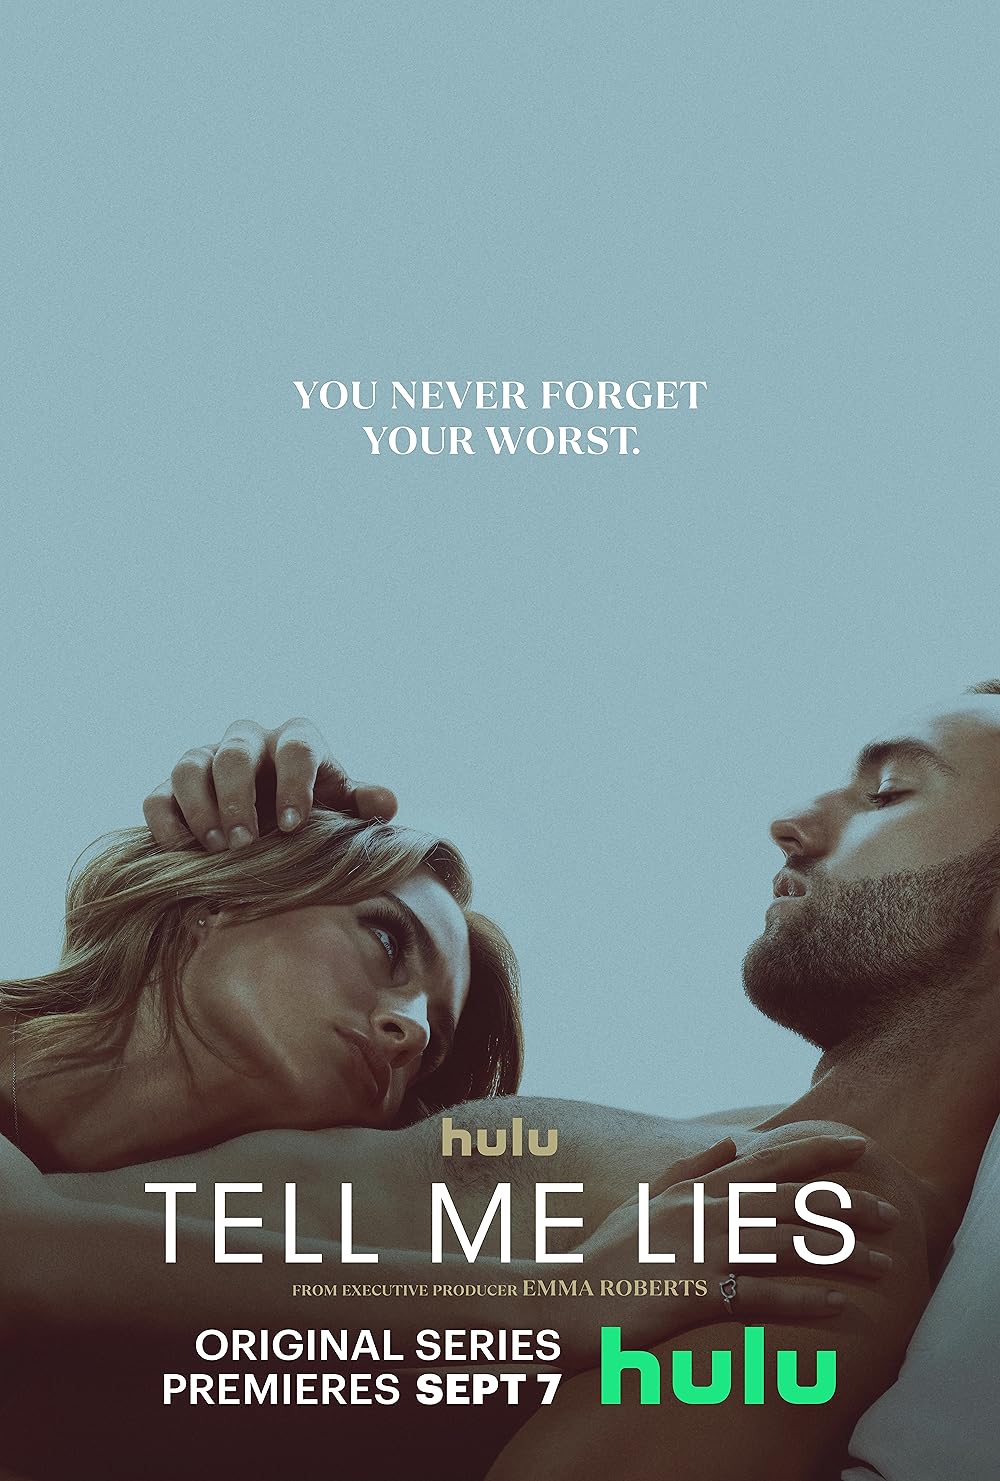 YOU NEVER FORGET
YOUR WORST.
hulu
TELL ME LIES
FROM EXECUTIVE PRODUCER EMMA ROBERTS
ORIGINAL SERIES
PREMIERES SEPT 7
hulu